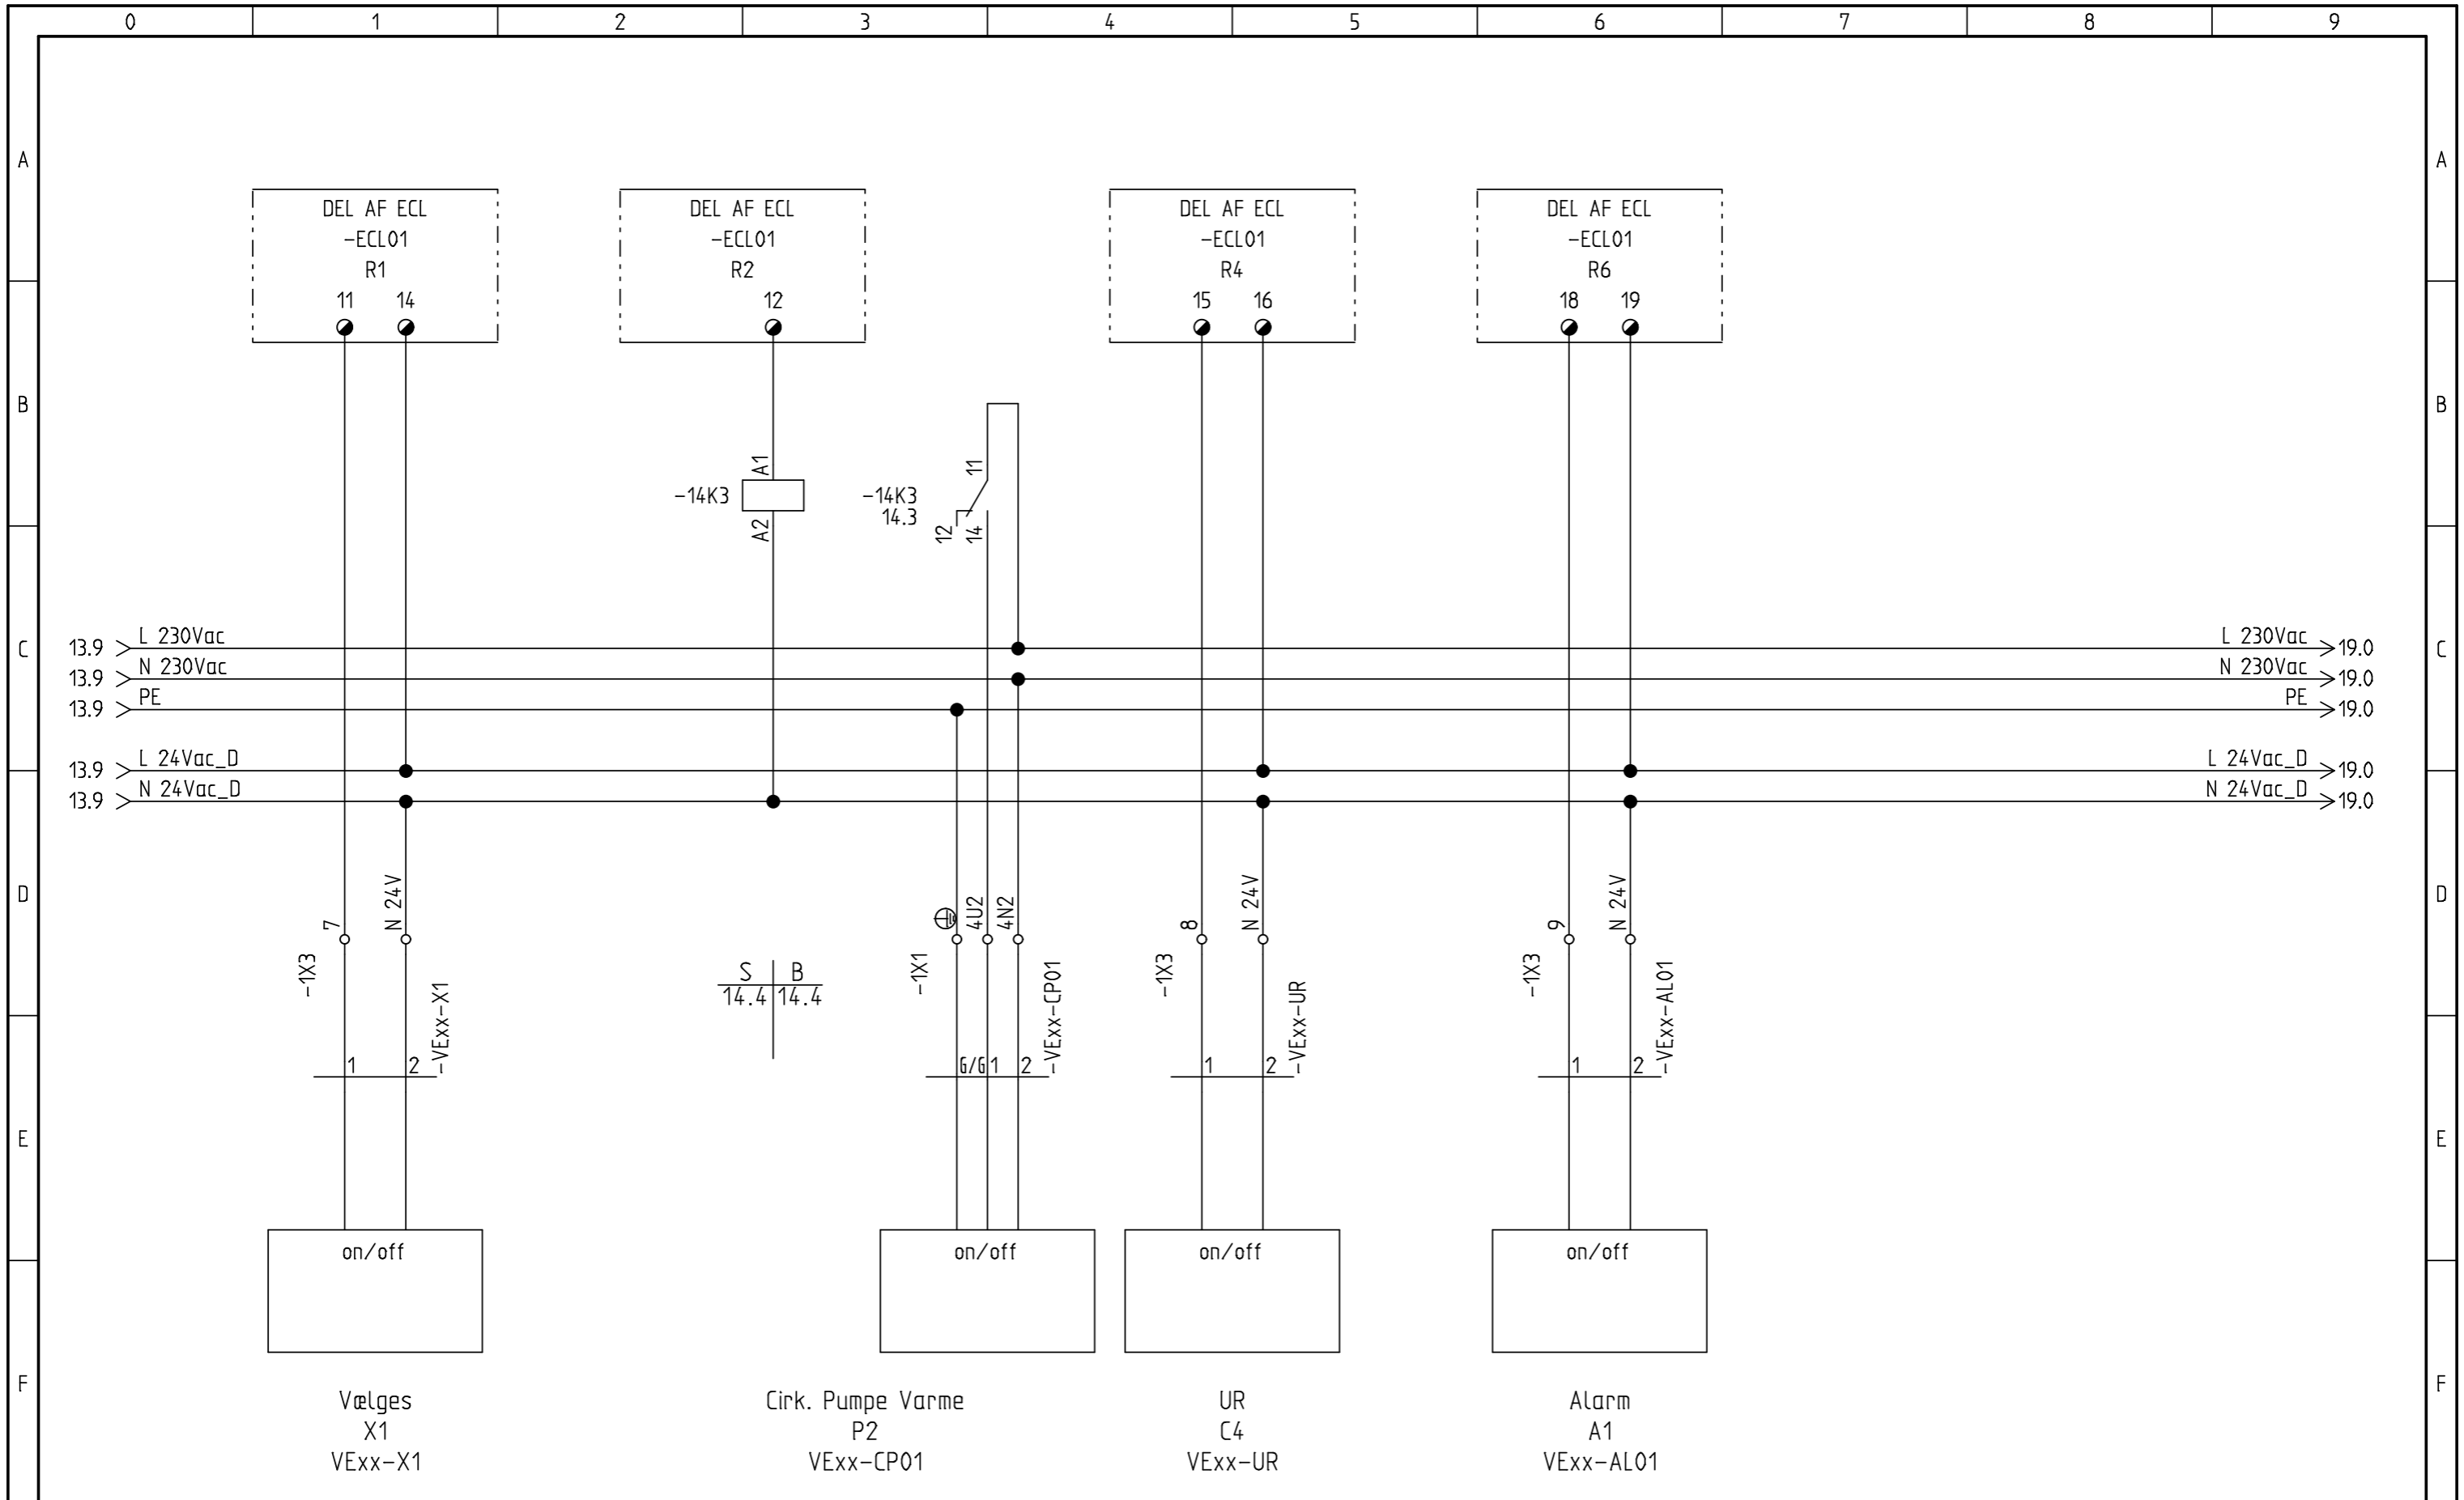 0 1 2 3 4 5 6 7 8 9
A A
DEL AF ECL DEL AF ECL DEL AF ECL DEL AF ECL
-ECL01 -ECL01 -ECL01 -ECL01
R1 R2 R4 R6
11 14 12 15 16 18 19
B B
A1 11
-14K3 -14K3
14.3
A2 12 14
C C
13.9 L 230Vac L 230Vac 19.0
13.9 N 230Vac N 230Vac 19.0
13.9 PE PE 19.0
13.9 L 24Vac_D L 24Vac_D 19.0
13.9 N 24Vac_D N 24Vac_D 19.0
D D
7 N 24V 4U2 4N2 8 N 24V 9 N 24V
-1X3 -1X1 -1X3 -1X3
S B
14.4 14.4
-VExx-X1 -VExx-CP01 -VExx-UR -VExx-AL01
1 2 G/G 1 2 1 2 1 2
E E
on/off on/off on/off on/off
F F
Vælges Cirk. Pumpe Varme UR Alarm
X1 P2 C4 A1
VExx-X1 VExx-CP01 VExx-UR VExx-AL01